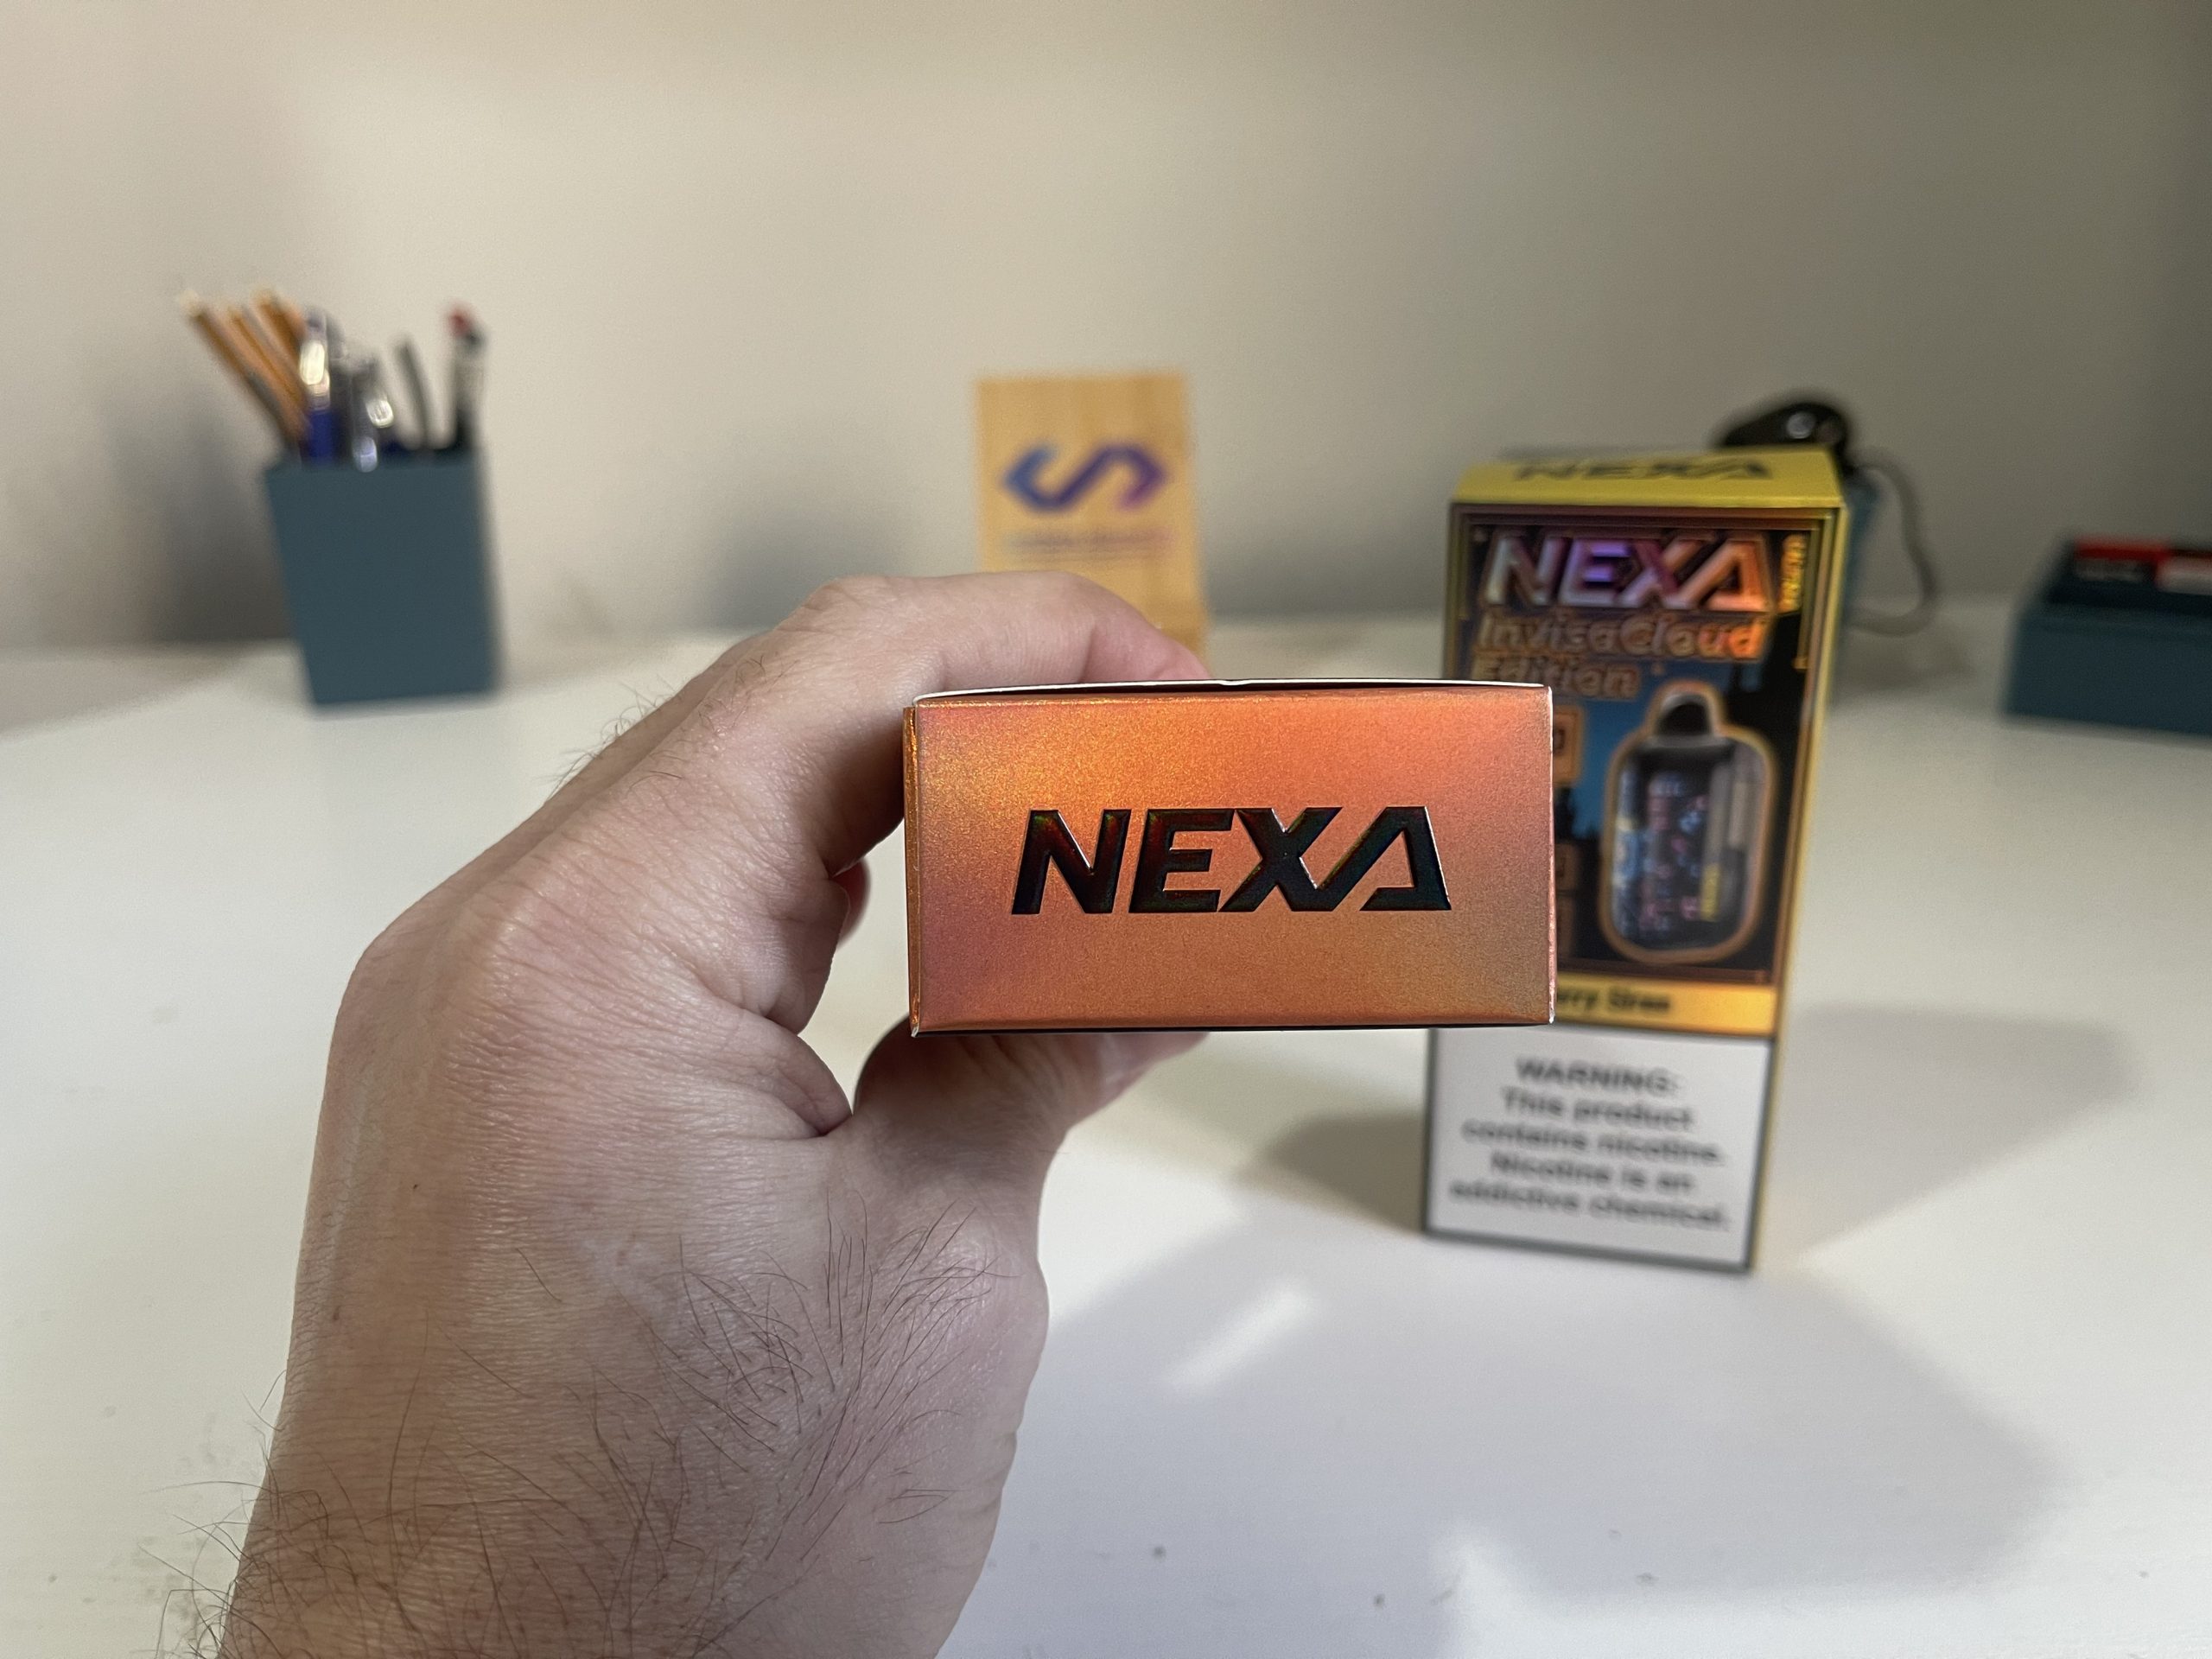 NEXA
NEXA
NEXA
InvisaCloud
Edition
WARNING:
This product
contains nicotine.
Nicotine is an
addictive chemical.